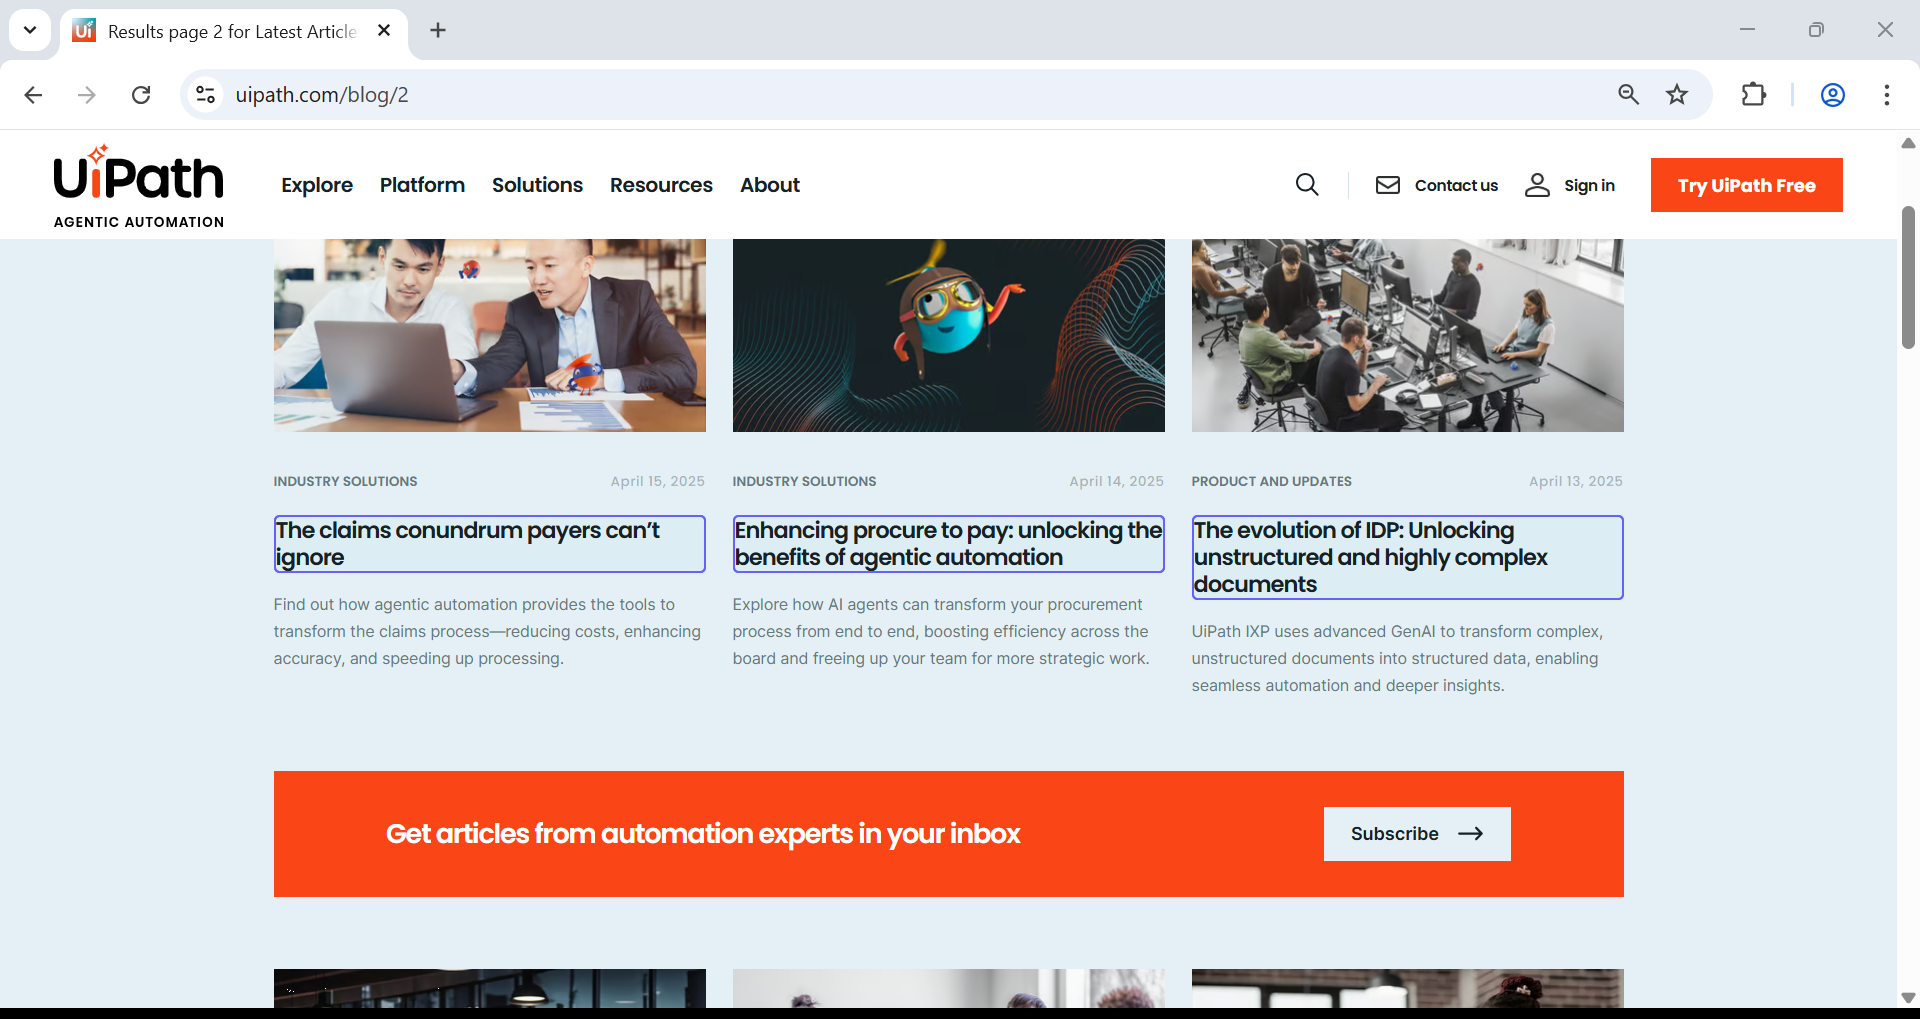 Results page 2 for Latest Article
uipath.com/blog/2
UiPath
AGENTIC AUTOMATION
Explore
Platform
Solutions
Resources
About
Contact us
Sign in
Try UiPath Free
INDUSTRY SOLUTIONS
April 15, 2025
The claims conundrum payers can’t
ignore
Find out how agentic automation provides the tools to
transform the claims process—reducing costs, enhancing
accuracy, and speeding up processing.
INDUSTRY SOLUTIONS
April 14, 2025
Enhancing procure to pay: unlocking the
benefits of agentic automation
Explore how AI agents can transform your procurement
process from end to end, boosting efficiency across the
board and freeing up your team for more strategic work.
PRODUCT AND UPDATES
April 13, 2025
The evolution of IDP: Unlocking
unstructured and highly complex
documents
UiPath IXP uses advanced GenAI to transform complex,
unstructured documents into structured data, enabling
seamless automation and deeper insights.
Get articles from automation experts in your inbox
Subscribe